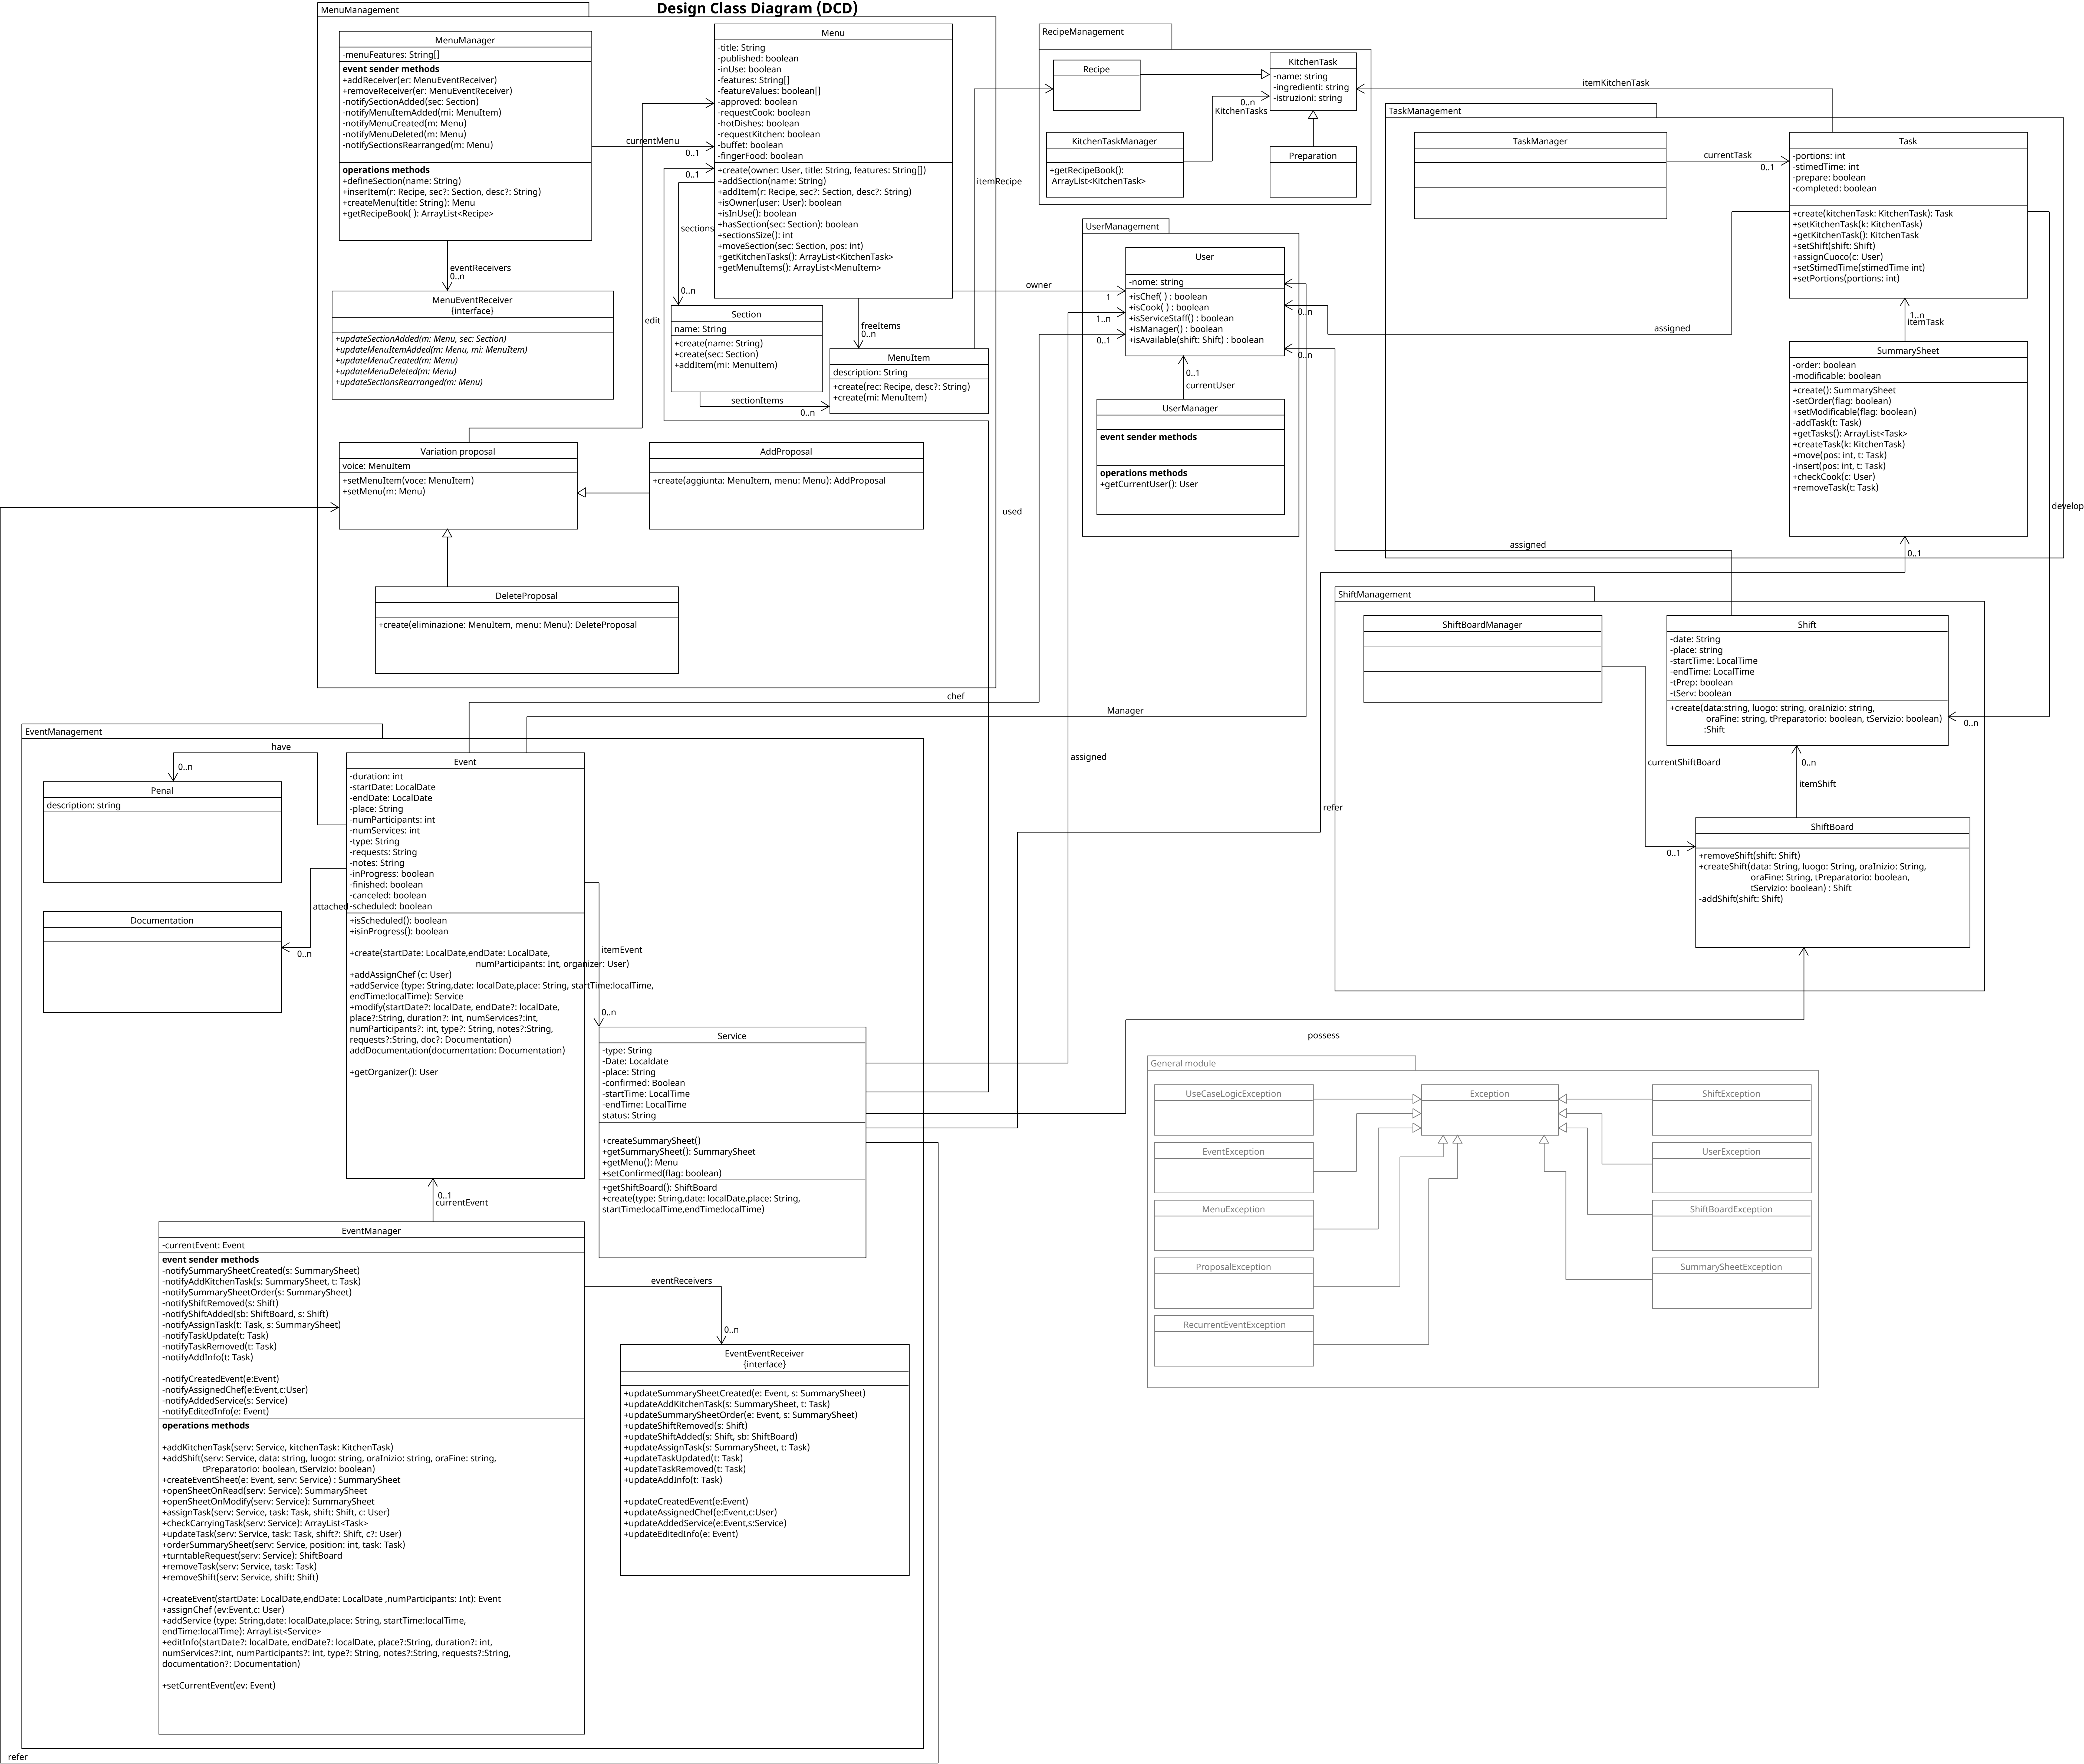 Design Class Diagram (DCD)
MenuManagement
MenuManager
-menuFeatures: String[]
event sender methods
+addReceiver(er: MenuEventReceiver)
+removeReceiver(er: MenuEventReceiver)
-notifySectionAdded(sec: Section)
-notifyMenuItemAdded(mi: MenuItem)
-notifyMenuCreated(m: Menu)
-notifyMenuDeleted(m: Menu)
-notifySectionsRearranged(m: Menu)
operations methods
+defineSection(name: String)
+inserItem(r: Recipe, sec?: Section, desc?: String)
+createMenu(title: String): Menu
+getRecipeBook( ): ArrayList<Recipe>
currentMenu
0..1
eventReceivers
0..n
MenuEventReceiver
{interface}
+updateSectionAdded(m: Menu, sec: Section)
+updateMenuItemAdded(m: Menu, mi: MenuItem)
+updateMenuCreated(m: Menu)
+updateMenuDeleted(m: Menu)
+updateSectionsRearranged(m: Menu)
Menu
-title: String
-published: boolean
-inUse: boolean
-features: String[]
-featureValues: boolean[]
-approved: boolean
-requestCook: boolean
-hotDishes: boolean
-requestKitchen: boolean
-buffet: boolean
-fingerFood: boolean
+create(owner: User, title: String, features: String[])
+addSection(name: String)
+addItem(r: Recipe, sec?: Section, desc?: String)
+isOwner(user: User): boolean
+isInUse(): boolean
+hasSection(sec: Section): boolean
+sectionsSize(): int
+moveSection(sec: Section, pos: int)
+getKitchenTasks(): ArrayList<KitchenTask>
+getMenuItems(): ArrayList<MenuItem>
0..1
sections
0..n
edit
Section
name: String
+create(name: String)
+create(sec: Section)
+addItem(mi: MenuItem)
freeItems
0..n
MenuItem
description: String
+create(rec: Recipe, desc?: String)
+create(mi: MenuItem)
sectionItems
0..n
itemRecipe
owner
1
used
Variation proposal
voice: MenuItem
+setMenuItem(voce: MenuItem)
+setMenu(m: Menu)
AddProposal
+create(aggiunta: MenuItem, menu: Menu): AddProposal
DeleteProposal
+create(eliminazione: MenuItem, menu: Menu): DeleteProposal
RecipeManagement
Recipe
KitchenTask
-name: string
-ingredienti: string
-istruzioni: string
0..n
KitchenTasks
KitchenTaskManager
+getRecipeBook():
ArrayList<KitchenTask>
Preparation
itemKitchenTask
UserManagement
User
-nome: string
+isChef( ) : boolean
+isCook( ) : boolean
+isServiceStaff() : boolean
+isManager() : boolean
+isAvailable(shift: Shift) : boolean
1..n
0..1
0..n
0..n
0..1
currentUser
UserManager
event sender methods
operations methods
+getCurrentUser(): User
TaskManagement
TaskManager
currentTask
0..1
Task
-portions: int
-stimedTime: int
-prepare: boolean
-completed: boolean
+create(kitchenTask: KitchenTask): Task
+setKitchenTask(k: KitchenTask)
+getKitchenTask(): KitchenTask
+setShift(shift: Shift)
+assignCuoco(c: User)
+setStimedTime(stimedTime int)
+setPortions(portions: int)
assigned
1..n
itemTask
SummarySheet
-order: boolean
-modificable: boolean
+create(): SummarySheet
-setOrder(flag: boolean)
+setModificable(flag: boolean)
-addTask(t: Task)
+getTasks(): ArrayList<Task>
+createTask(k: KitchenTask)
+move(pos: int, t: Task)
-insert(pos: int, t: Task)
+checkCook(c: User)
+removeTask(t: Task)
develop
assigned
0..1
ShiftManagement
ShiftBoardManager
Shift
-date: String
-place: string
-startTime: LocalTime
-endTime: LocalTime
-tPrep: boolean
-tServ: boolean
+create(data:string, luogo: string, oraInizio: string,
oraFine: string, tPreparatorio: boolean, tServizio: boolean)
:Shift
0..n
currentShiftBoard
0..n
itemShift
refer
ShiftBoard
+removeShift(shift: Shift)
+createShift(data: String, luogo: String, oraInizio: String,
oraFine: String, tPreparatorio: boolean,
tServizio: boolean) : Shift
-addShift(shift: Shift)
0..1
chef
Manager
assigned
possess
EventManagement
have
0..n
Penal
description: string
attached
Documentation
0..n
Event
-duration: int
-startDate: LocalDate
-endDate: LocalDate
-place: String
-numParticipants: int
-numServices: int
-type: String
-requests: String
-notes: String
-inProgress: boolean
-finished: boolean
-canceled: boolean
-scheduled: boolean
+isScheduled(): boolean
+isinProgress(): boolean
+create(startDate: LocalDate,endDate: LocalDate,
numParticipants: Int, organizer: User)
+addAssignChef (c: User)
+addService (type: String,date: localDate,place: String, startTime:localTime,
endTime:localTime): Service
+modify(startDate?: localDate, endDate?: localDate,
place?:String, duration?: int, numServices?:int,
numParticipants?: int, type?: String, notes?:String,
requests?:String, doc?: Documentation)
addDocumentation(documentation: Documentation)
+getOrganizer(): User
itemEvent
0..n
Service
-type: String
-Date: Localdate
-place: String
-confirmed: Boolean
-startTime: LocalTime
-endTime: LocalTime
status: String
+createSummarySheet()
+getSummarySheet(): SummarySheet
+getMenu(): Menu
+setConfirmed(flag: boolean)
+getShiftBoard(): ShiftBoard
+create(type: String,date: localDate,place: String,
startTime:localTime,endTime:localTime)
0..1
currentEvent
EventManager
-currentEvent: Event
event sender methods
-notifySummarySheetCreated(s: SummarySheet)
-notifyAddKitchenTask(s: SummarySheet, t: Task)
-notifySummarySheetOrder(s: SummarySheet)
-notifyShiftRemoved(s: Shift)
-notifyShiftAdded(sb: ShiftBoard, s: Shift)
-notifyAssignTask(t: Task, s: SummarySheet)
-notifyTaskUpdate(t: Task)
-notifyTaskRemoved(t: Task)
-notifyAddInfo(t: Task)
-notifyCreatedEvent(e:Event)
-notifyAssignedChef(e:Event,c:User)
-notifyAddedService(s: Service)
-notifyEditedInfo(e: Event)
operations methods
+addKitchenTask(serv: Service, kitchenTask: KitchenTask)
+addShift(serv: Service, data: string, luogo: string, oraInizio: string, oraFine: string,
tPreparatorio: boolean, tServizio: boolean)
+createEventSheet(e: Event, serv: Service) : SummarySheet
+openSheetOnRead(serv: Service): SummarySheet
+openSheetOnModify(serv: Service): SummarySheet
+assignTask(serv: Service, task: Task, shift: Shift, c: User)
+checkCarryingTask(serv: Service): ArrayList<Task>
+updateTask(serv: Service, task: Task, shift?: Shift, c?: User)
+orderSummarySheet(serv: Service, position: int, task: Task)
+turntableRequest(serv: Service): ShiftBoard
+removeTask(serv: Service, task: Task)
+removeShift(serv: Service, shift: Shift)
+createEvent(startDate: LocalDate,endDate: LocalDate ,numParticipants: Int): Event
+assignChef (ev:Event,c: User)
+addService (type: String,date: localDate,place: String, startTime:localTime,
endTime:localTime): ArrayList<Service>
+editInfo(startDate?: localDate, endDate?: localDate, place?:String, duration?: int,
numServices?:int, numParticipants?: int, type?: String, notes?:String, requests?:String,
documentation?: Documentation)
+setCurrentEvent(ev: Event)
eventReceivers
0..n
EventEventReceiver
{interface}
+updateSummarySheetCreated(e: Event, s: SummarySheet)
+updateAddKitchenTask(s: SummarySheet, t: Task)
+updateSummarySheetOrder(e: Event, s: SummarySheet)
+updateShiftRemoved(s: Shift)
+updateShiftAdded(s: Shift, sb: ShiftBoard)
+updateAssignTask(s: SummarySheet, t: Task)
+updateTaskUpdated(t: Task)
+updateTaskRemoved(t: Task)
+updateAddInfo(t: Task)
+updateCreatedEvent(e:Event)
+updateAssignedChef(e:Event,c:User)
+updateAddedService(e:Event,s:Service)
+updateEditedInfo(e: Event)
refer
General module
UseCaseLogicException
Exception
ShiftException
EventException
UserException
MenuException
ShiftBoardException
ProposalException
SummarySheetException
RecurrentEventException